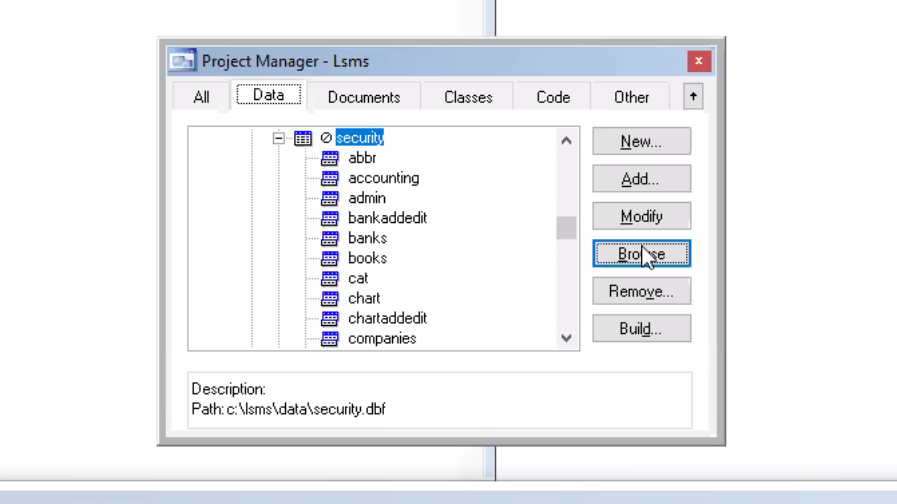 Project Manager - Lsms
x
All
Data
Documents
Classes
Code
Other
security
abbr
accounting
admin
bankaddedit
banks
books
cat
chart
chartaddedit
companies
New...
Add...
Modify
Browse
Remove...
Build...
Description:
Path: c:\lsms\data\security.dbf